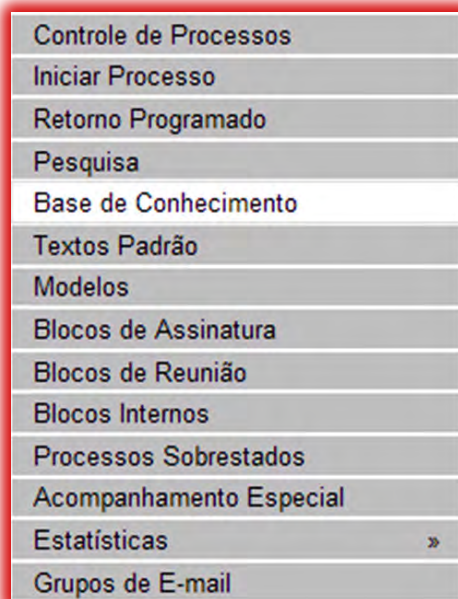 Controle de Processos
Iniciar Processo
Retorno Programado
Pesquisa
Base de Conhecimento
Textos Padrão
Modelos
Blocos de Assinatura
Blocos de Reunião
Blocos Internos
Processos Sobrestados
Acompanhamento Especial
Estatísticas »
Grupos de E-mail